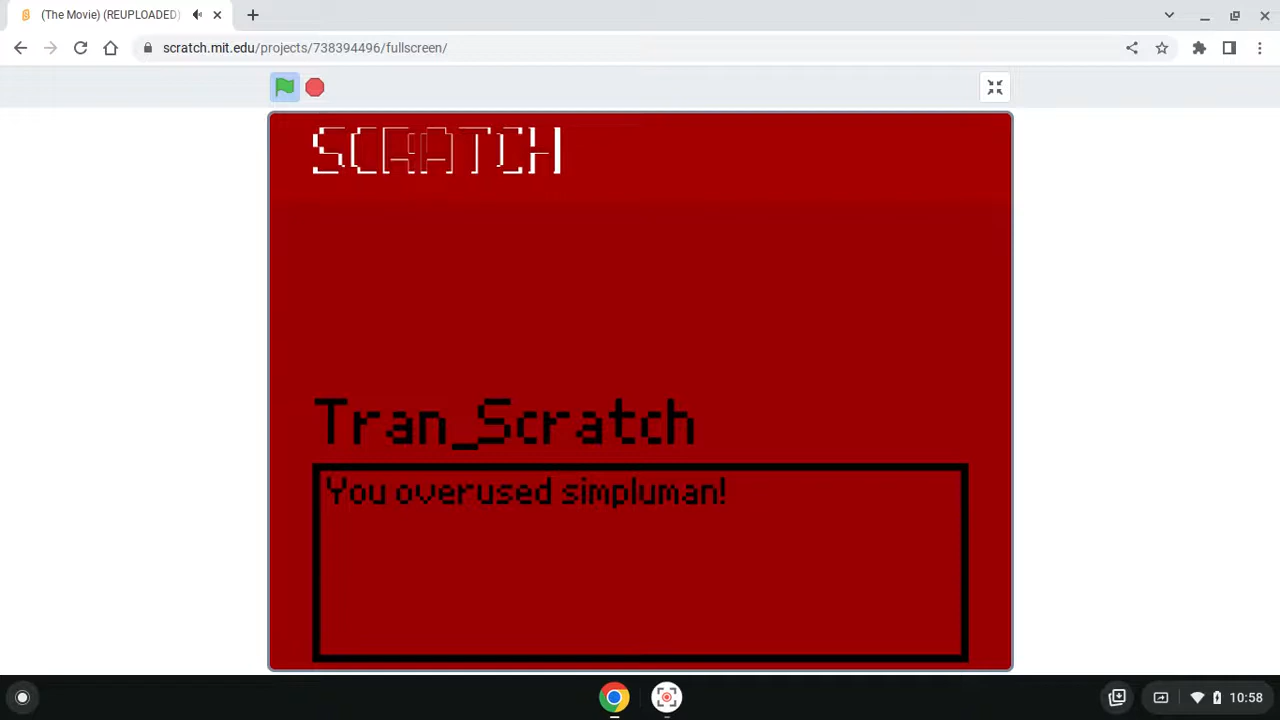 (The Movie) (REUPLOADED)
scratch.mit.edu/projects/738394496/fullscreen/
SCRATCH
Tran_Scratch
You overused simpluman!
10:58